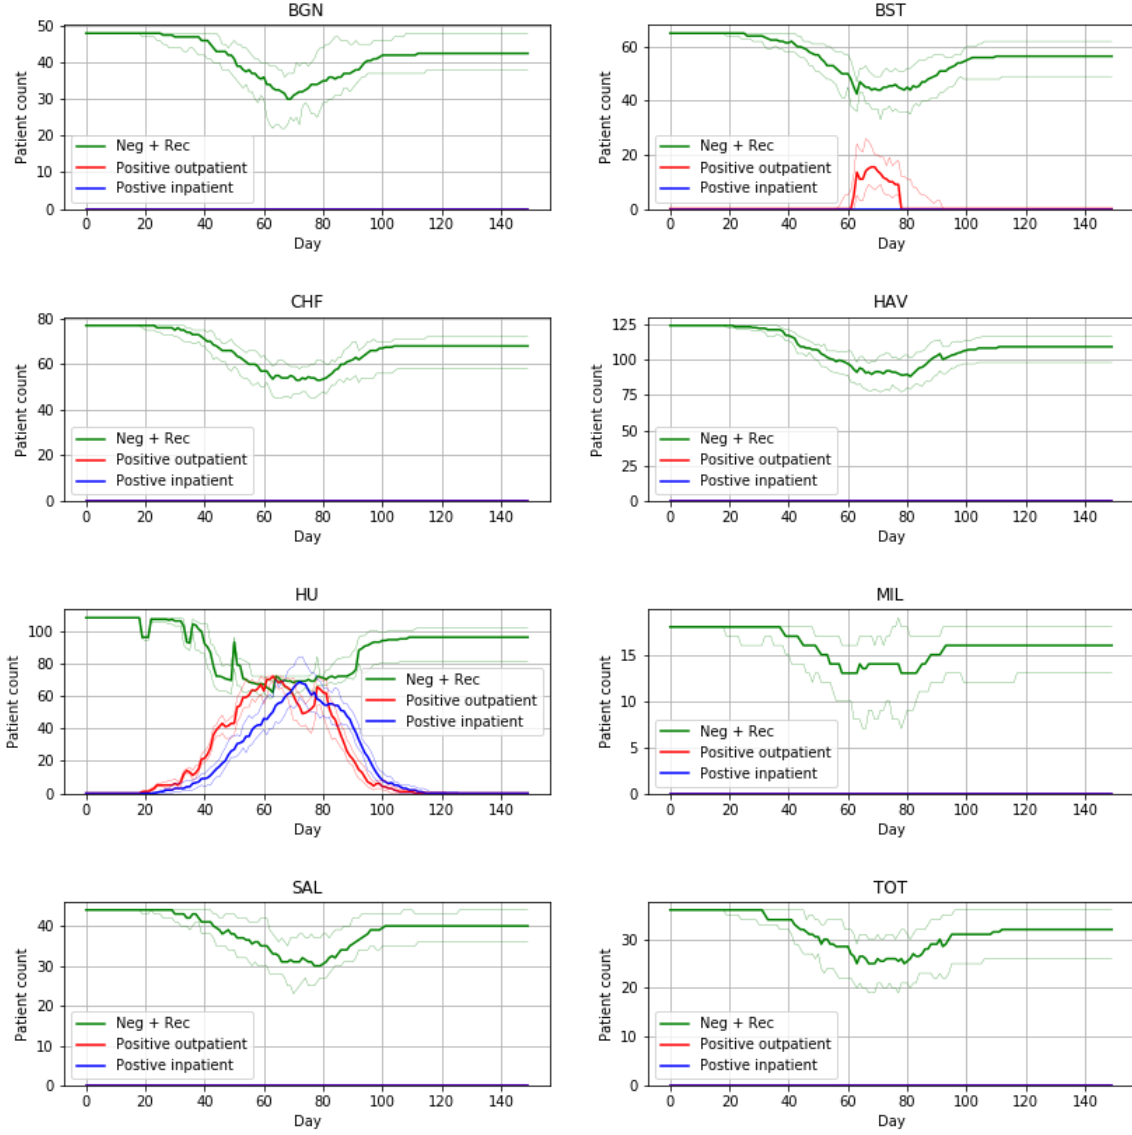 BGN
Patient count
50
40
30
20
10
0
Neg + Rec
Positive outpatient
Postive inpatient
0 20 40 60 80 100 120 140
Day
BST
Patient count
60
40
20
0
Neg + Rec
Positive outpatient
Postive inpatient
0 20 40 60 80 100 120 140
Day
CHF
Patient count
80
60
40
20
0
Neg + Rec
Positive outpatient
Postive inpatient
0 20 40 60 80 100 120 140
Day
HAV
Patient count
125
100
75
50
25
0
Neg + Rec
Positive outpatient
Postive inpatient
0 20 40 60 80 100 120 140
Day
HU
Patient count
100
80
60
40
20
0
Neg + Rec
Positive outpatient
Postive inpatient
0 20 40 60 80 100 120 140
Day
MIL
Patient count
15
10
5
0
Neg + Rec
Positive outpatient
Postive inpatient
0 20 40 60 80 100 120 140
Day
SAL
Patient count
40
30
20
10
0
Neg + Rec
Positive outpatient
Postive inpatient
0 20 40 60 80 100 120 140
Day
TOT
Patient count
30
20
10
0
Neg + Rec
Positive outpatient
Postive inpatient
0 20 40 60 80 100 120 140
Day